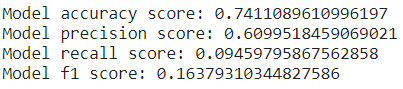 Model accuracy score: 0.7411089610996197
Model precision score: 0.6099518459069021
Model recall score: 0.09459795867562858
Model f1 score: 0.16379310344827586